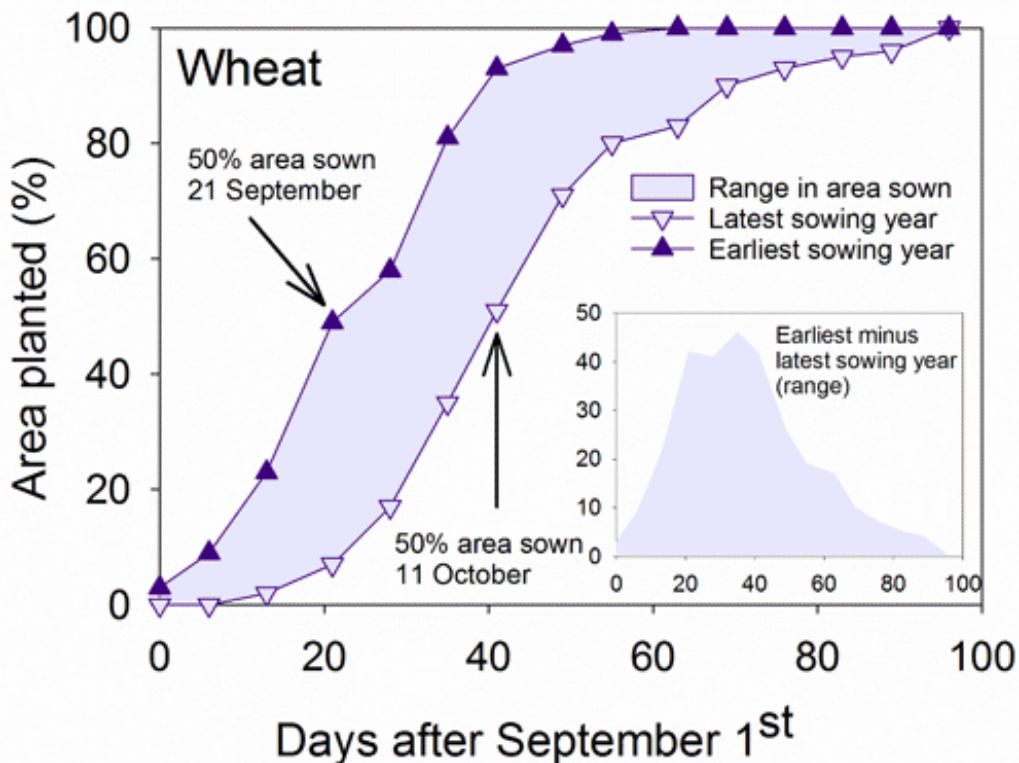 Wheat
50% area sown
21 September
Range in area sown
Latest sowing year
Earliest sowing year
Earliest minus
latest sowing year
(range)
50
40
30
20
10
0
0 20 40 60 80 100
50% area sown
11 October
100
80
60
40
20
0
Area planted (%)
0 20 40 60 80 100
Days after September 1st